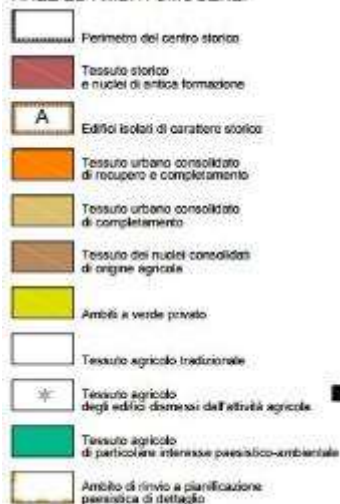 Perimetro del centro storico
Tessuto storico
e nuclei di antica formazione
A
Edifici isolati di carattere storico
Tessuto urbano consolidato
di recupero e completamento
Tessuto urbano consolidato
di completamento
Tessuto dei nuclei consolidati
di origine agricola
Ambiti a verde privato
Tessuto agricolo tradizionale
Tessuto agricolo
degli edifici dismessi dall'attività agricola
Tessuto agricolo
di particolare interesse paesistico-ambientale
Ambito di rinvio a pianificazione
paesistica di dettaglio